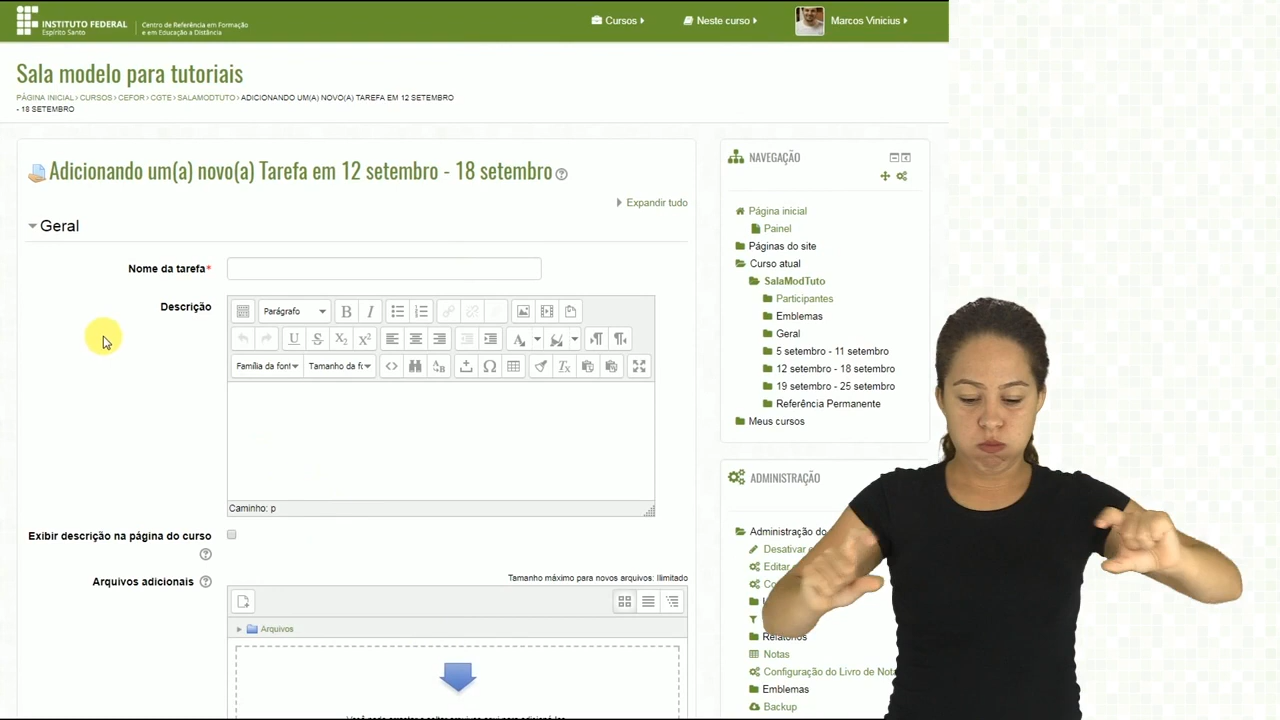 INSTITUTO FEDERAL
Espírito Santo
Centro de Referência em Formação
e em Educação a Distância
Cursos
Neste curso
Marcos Vinicius
Sala modelo para tutoriais
PÁGINA INICIAL › CURSOS › CEFOR › CGTE › SALAMODTUTO › ADICIONANDO UM(A) NOVO(A) TAREFA EM 12 SETEMBRO
- 18 SETEMBRO
Adicionando um(a) novo(a) Tarefa em 12 setembro - 18 setembro
Expandir tudo
Geral
Nome da tarefa*
Descrição
Parágrafo
Família da font
Tamanho da fo
Caminho: p
Exibir descrição na página do curso
Arquivos adicionais
Tamanho máximo para novos arquivos: Ilimitado
Arquivos
NAVEGAÇÃO
Página inicial
Painel
Páginas do site
Curso atual
SalaModTuto
Participantes
Emblemas
Geral
5 setembro - 11 setembro
12 setembro - 18 setembro
19 setembro - 25 setembro
Referência Permanente
Meus cursos
ADMINISTRAÇÃO
Administração do
Desativar
Editar
Relatórios
Notas
Configuração do Livro de Not
Emblemas
Backup